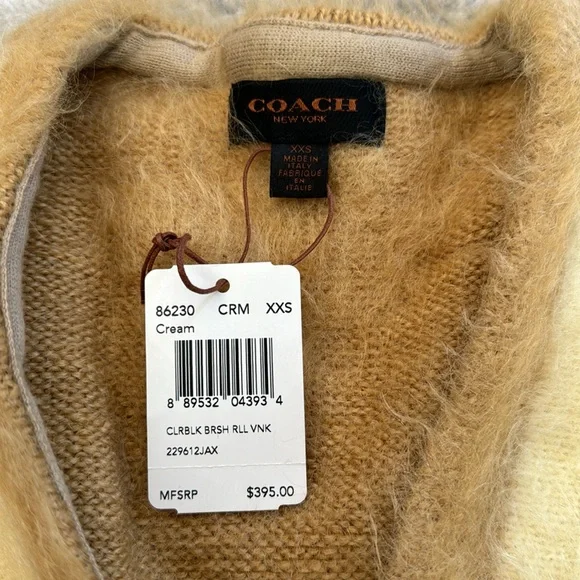 COACH
NEW YORK
XXS
MADE IN
ITALY
FABRIQUÉ
EN
ITALIE
86230 CRM XXS
Cream
8 89532 04393 4
CLRBLK BRSH RLL VNK
229612JAX
MFSRP $395.00